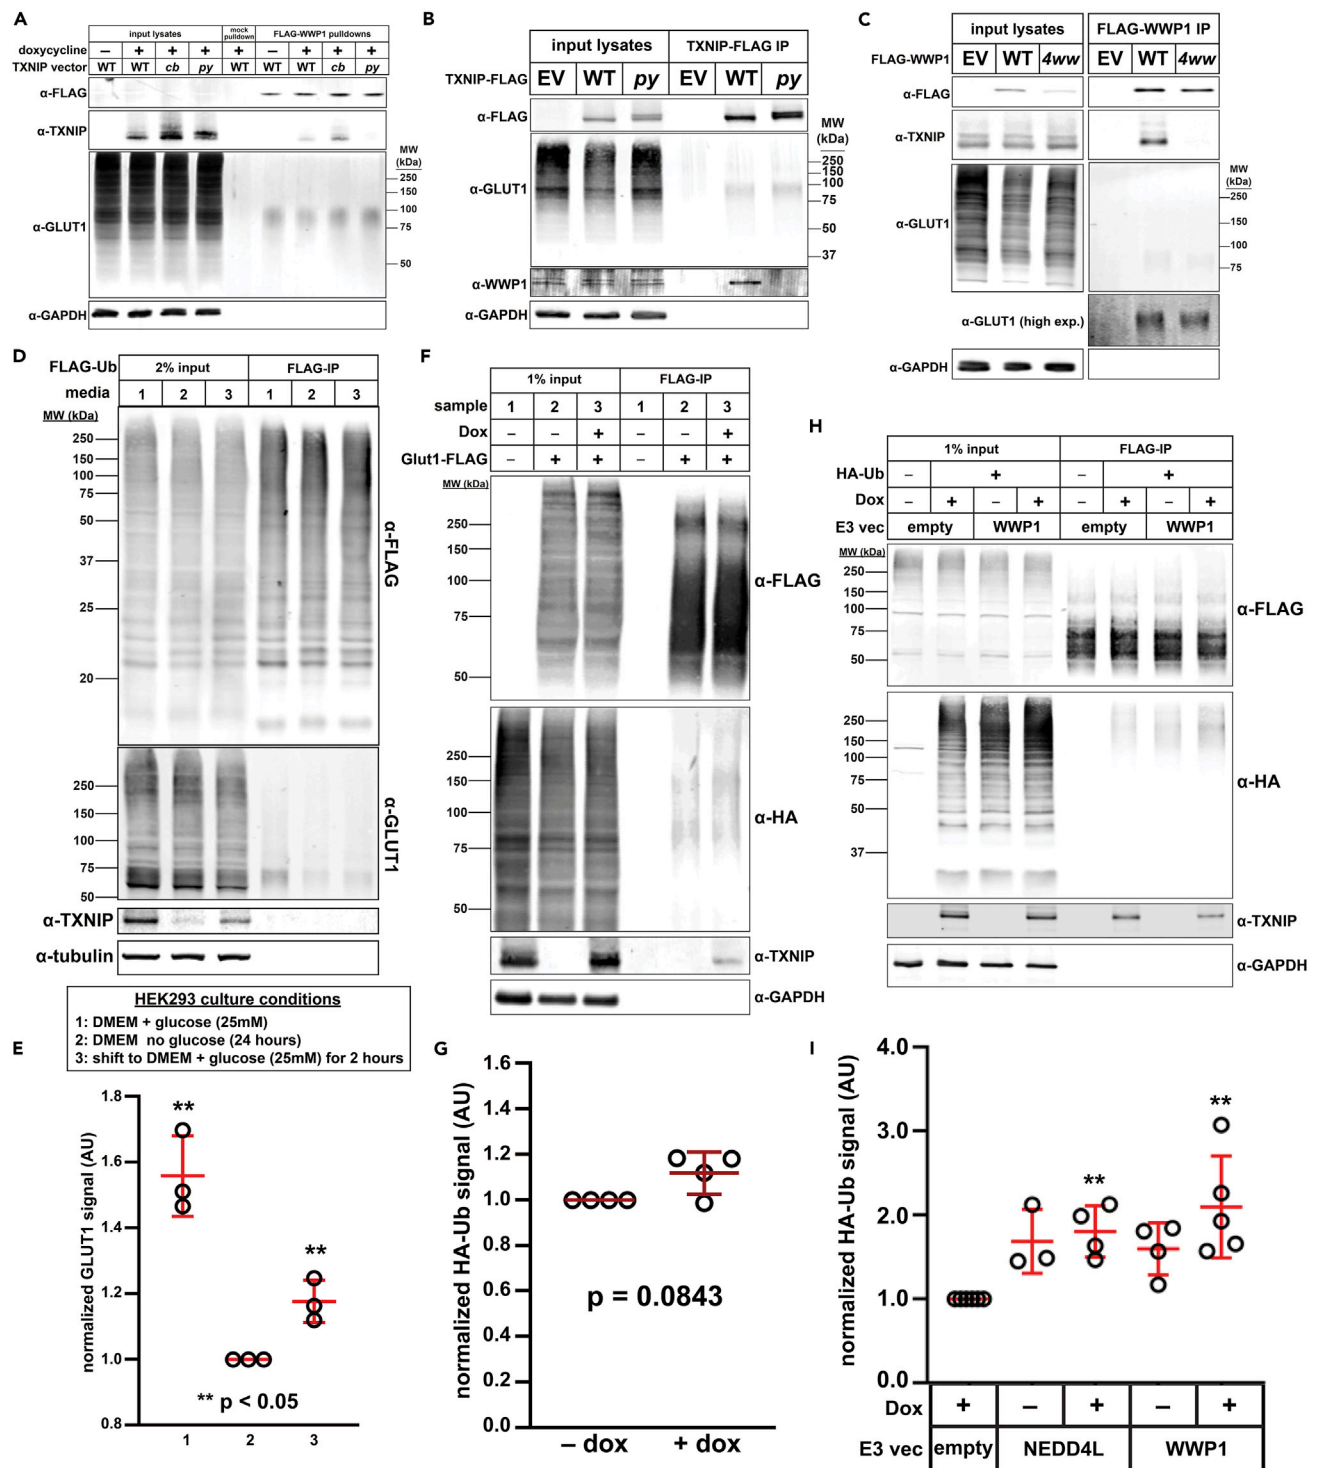 A
input lysates
mock pulldown
FLAG-WWP1 pulldowns
doxycycline – + + + + – + + +
TXNIP vector WT WT cb py WT WT WT cb py
α-FLAG
α-TXNIP
MW (kDa)
250
150
100
75
50
α-GLUT1
α-GAPDH
B
input lysates
TXNIP-FLAG IP
TXNIP-FLAG EV WT py EV WT py
α-FLAG
MW (kDa)
250
150
100
75
50
37
α-GLUT1
α-WWP1
α-GAPDH
C
input lysates
FLAG-WWP1 IP
FLAG-WWP1 EV WT 4ww EV WT 4ww
α-FLAG
α-TXNIP
MW (kDa)
250
150
100
75
α-GLUT1
α-GLUT1 (high exp.)
α-GAPDH
D
FLAG-Ub 2% input FLAG-IP
media 1 2 3 1 2 3
MW (kDa)
250
150
100
75
50
37
25
20
α-FLAG
250
150
100
75
50
α-GLUT1
α-TXNIP
α-tubulin
HEK293 culture conditions
1: DMEM + glucose (25mM)
2: DMEM no glucose (24 hours)
3: shift to DMEM + glucose (25mM) for 2 hours
F
1% input FLAG-IP
sample 1 2 3 1 2 3
Dox – – + – – +
Glut1-FLAG – + + – + +
MW (kDa)
250
150
100
75
50
α-FLAG
250
150
100
75
50
α-HA
α-TXNIP
α-GAPDH
H
1% input FLAG-IP
HA-Ub – + – +
Dox – + – + – + – +
E3 vec empty WWP1 empty WWP1
MW (kDa)
250
150
100
75
50
α-FLAG
250
150
100
75
50
37
α-HA
α-TXNIP
α-GAPDH
E
normalized GLUT1 signal (AU)
1.8
1.6
1.4
1.2
1.0
0.8
**
**
** p < 0.05
1 2 3
G
normalized HA-Ub signal (AU)
1.6
1.4
1.2
1.0
0.8
0.6
0.4
0.2
0.0
p = 0.0843
– dox + dox
I
normalized HA-Ub signal (AU)
4.0
3.0
2.0
1.0
0.0
**
**
Dox + – + – +
E3 vec empty NEDD4L WWP1